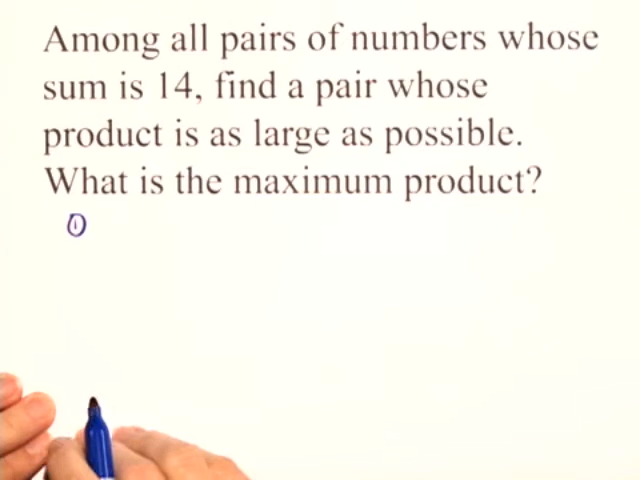 Among all pairs of numbers whose
sum is 14, find a pair whose
product is as large as possible.
What is the maximum product?
①